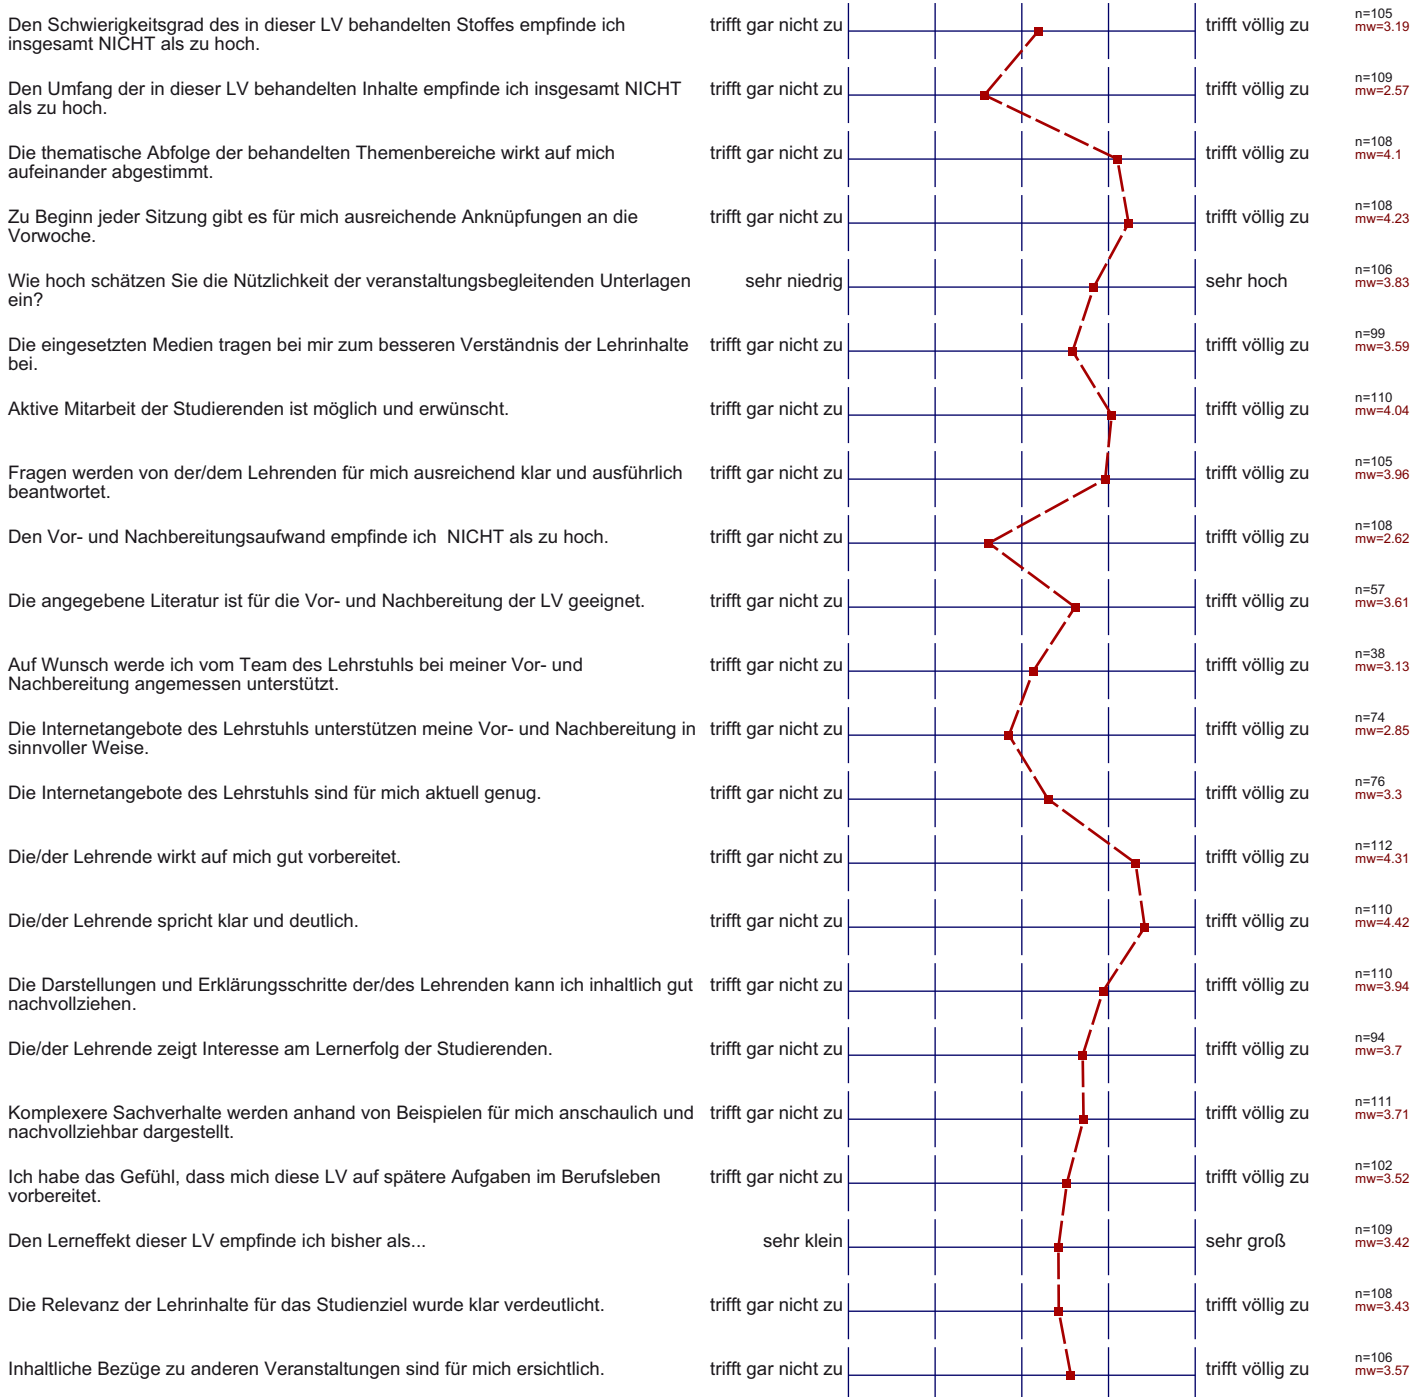 Den Schwierigkeitsgrad des in dieser LV behandelten Stoffes empfinde ich
insgesamt NICHT als zu hoch.
trifft gar nicht zu
trifft völlig zu
n=105
mw=3.19
Den Umfang der in dieser LV behandelten Inhalte empfinde ich insgesamt NICHT
als zu hoch.
trifft gar nicht zu
trifft völlig zu
n=109
mw=2.57
Die thematische Abfolge der behandelten Themenbereiche wirkt auf mich
aufeinander abgestimmt.
trifft gar nicht zu
trifft völlig zu
n=108
mw=4.1
Zu Beginn jeder Sitzung gibt es für mich ausreichende Anknüpfungen an die
Vorwoche.
trifft gar nicht zu
trifft völlig zu
n=108
mw=4.23
Wie hoch schätzen Sie die Nützlichkeit der veranstaltungsbegleitenden Unterlagen
ein?
sehr niedrig
sehr hoch
n=106
mw=3.83
Die eingesetzten Medien tragen bei mir zum besseren Verständnis der Lehrinhalte
bei.
trifft gar nicht zu
trifft völlig zu
n=99
mw=3.59
Aktive Mitarbeit der Studierenden ist möglich und erwünscht.
trifft gar nicht zu
trifft völlig zu
n=110
mw=4.04
Fragen werden von der/dem Lehrenden für mich ausreichend klar und ausführlich
beantwortet.
trifft gar nicht zu
trifft völlig zu
n=105
mw=3.96
Den Vor- und Nachbereitungsaufwand empfinde ich  NICHT als zu hoch.
trifft gar nicht zu
trifft völlig zu
n=108
mw=2.62
Die angegebene Literatur ist für die Vor- und Nachbereitung der LV geeignet.
trifft gar nicht zu
trifft völlig zu
n=57
mw=3.61
Auf Wunsch werde ich vom Team des Lehrstuhls bei meiner Vor- und
Nachbereitung angemessen unterstützt.
trifft gar nicht zu
trifft völlig zu
n=38
mw=3.13
Die Internetangebote des Lehrstuhls unterstützen meine Vor- und Nachbereitung in
sinnvoller Weise.
trifft gar nicht zu
trifft völlig zu
n=74
mw=2.85
Die Internetangebote des Lehrstuhls sind für mich aktuell genug.
trifft gar nicht zu
trifft völlig zu
n=76
mw=3.3
Die/der Lehrende wirkt auf mich gut vorbereitet.
trifft gar nicht zu
trifft völlig zu
n=112
mw=4.31
Die/der Lehrende spricht klar und deutlich.
trifft gar nicht zu
trifft völlig zu
n=110
mw=4.42
Die Darstellungen und Erklärungsschritte der/des Lehrenden kann ich inhaltlich gut
nachvollziehen.
trifft gar nicht zu
trifft völlig zu
n=110
mw=3.94
Die/der Lehrende zeigt Interesse am Lernerfolg der Studierenden.
trifft gar nicht zu
trifft völlig zu
n=94
mw=3.7
Komplexere Sachverhalte werden anhand von Beispielen für mich anschaulich und
nachvollziehbar dargestellt.
trifft gar nicht zu
trifft völlig zu
n=111
mw=3.71
Ich habe das Gefühl, dass mich diese LV auf spätere Aufgaben im Berufsleben
vorbereitet.
trifft gar nicht zu
trifft völlig zu
n=102
mw=3.52
Den Lerneffekt dieser LV empfinde ich bisher als...
sehr klein
sehr groß
n=109
mw=3.42
Die Relevanz der Lehrinhalte für das Studienziel wurde klar verdeutlicht.
trifft gar nicht zu
trifft völlig zu
n=108
mw=3.43
Inhaltliche Bezüge zu anderen Veranstaltungen sind für mich ersichtlich.
trifft gar nicht zu
trifft völlig zu
n=106
mw=3.57